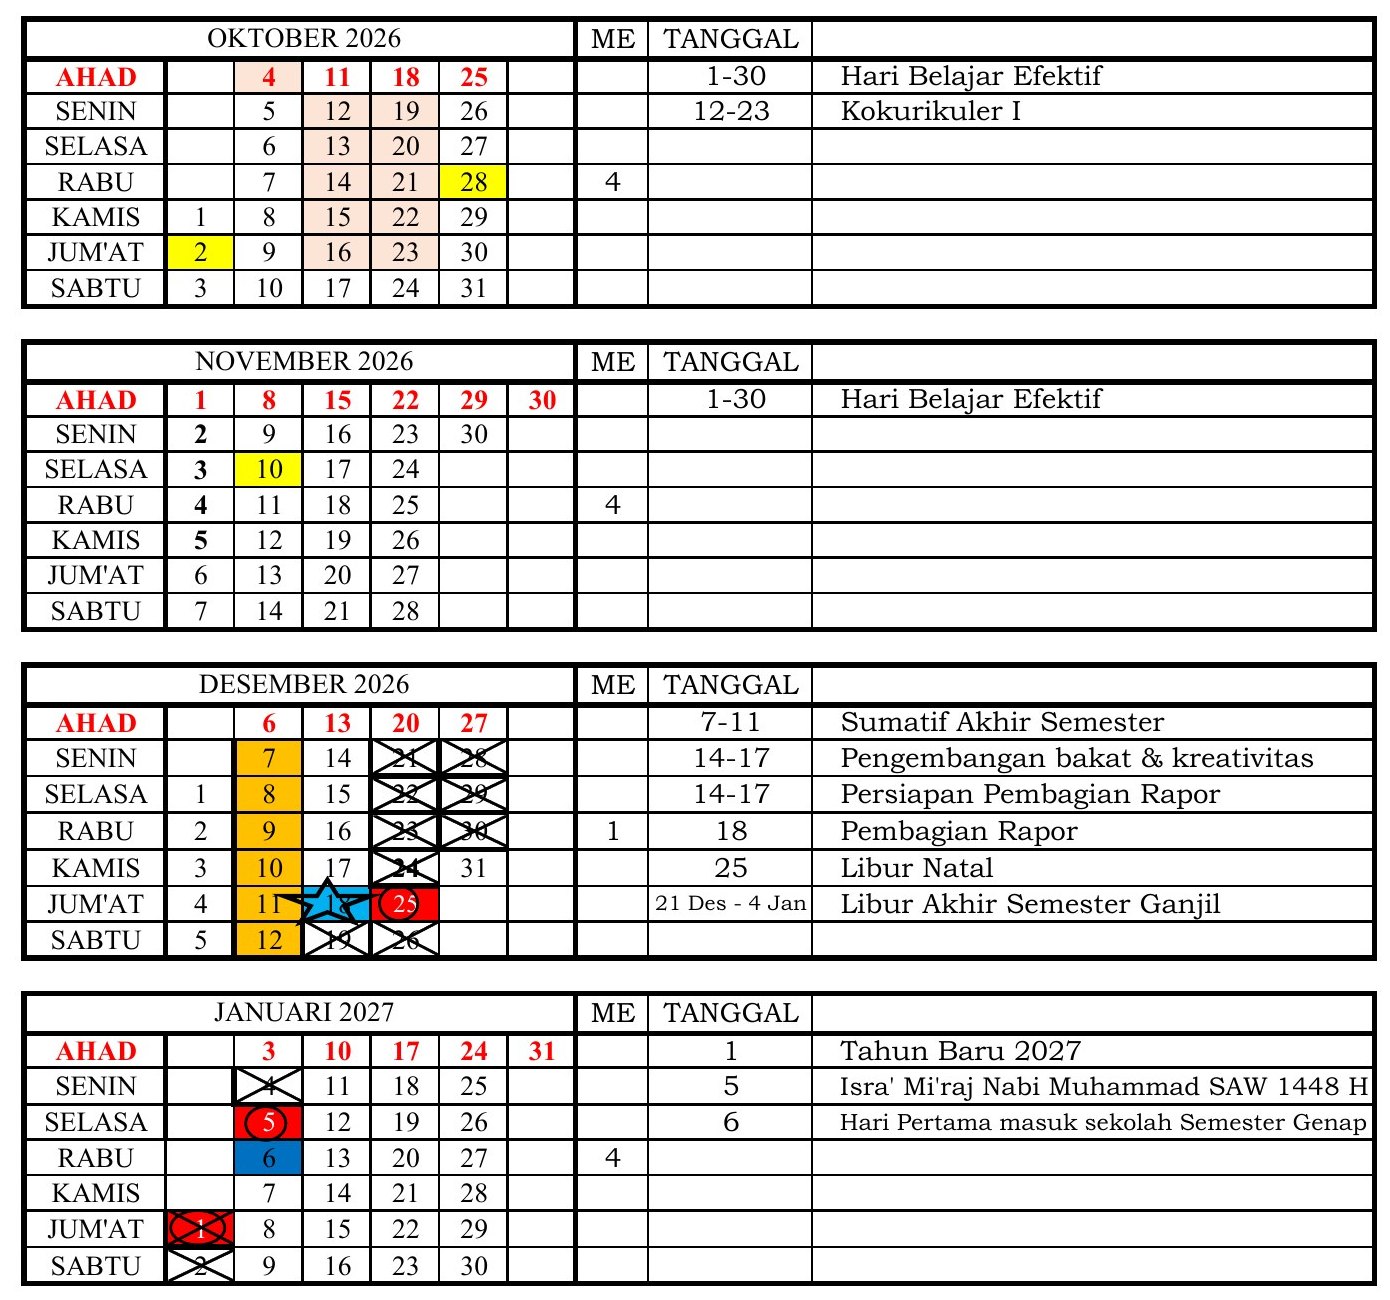 OKTOBER 2026 ME TANGGAL
AHAD 4 11 18 25 1-30 Hari Belajar Efektif
SENIN 5 12 19 26 12-23 Kokurikuler I
SELASA 6 13 20 27
RABU 7 14 21 28 4
KAMIS 1 8 15 22 29
JUM'AT 2 9 16 23 30
SABTU 3 10 17 24 31
NOVEMBER 2026 ME TANGGAL
AHAD 1 8 15 22 29 30 1-30 Hari Belajar Efektif
SENIN 2 9 16 23 30
SELASA 3 10 17 24
RABU 4 11 18 25 4
KAMIS 5 12 19 26
JUM'AT 6 13 20 27
SABTU 7 14 21 28
DESEMBER 2026 ME TANGGAL
AHAD 6 13 20 27 7-11 Sumatif Akhir Semester
SENIN 7 14 21 28 14-17 Pengembangan bakat & kreativitas
SELASA 1 8 15 22 29 14-17 Persiapan Pembagian Rapor
RABU 2 9 16 23 30 1 18 Pembagian Rapor
KAMIS 3 10 17 24 31 25 Libur Natal
JUM'AT 4 11 18 25 21 Des - 4 Jan Libur Akhir Semester Ganjil
SABTU 5 12 19 26
JANUARI 2027 ME TANGGAL
AHAD 3 10 17 24 31 1 Tahun Baru 2027
SENIN 4 11 18 25 5 Isra' Mi'raj Nabi Muhammad SAW 1448 H
SELASA 5 12 19 26 6 Hari Pertama masuk sekolah Semester Genap
RABU 6 13 20 27 4
KAMIS 7 14 21 28
JUM'AT 1 8 15 22 29
SABTU 2 9 16 23 30